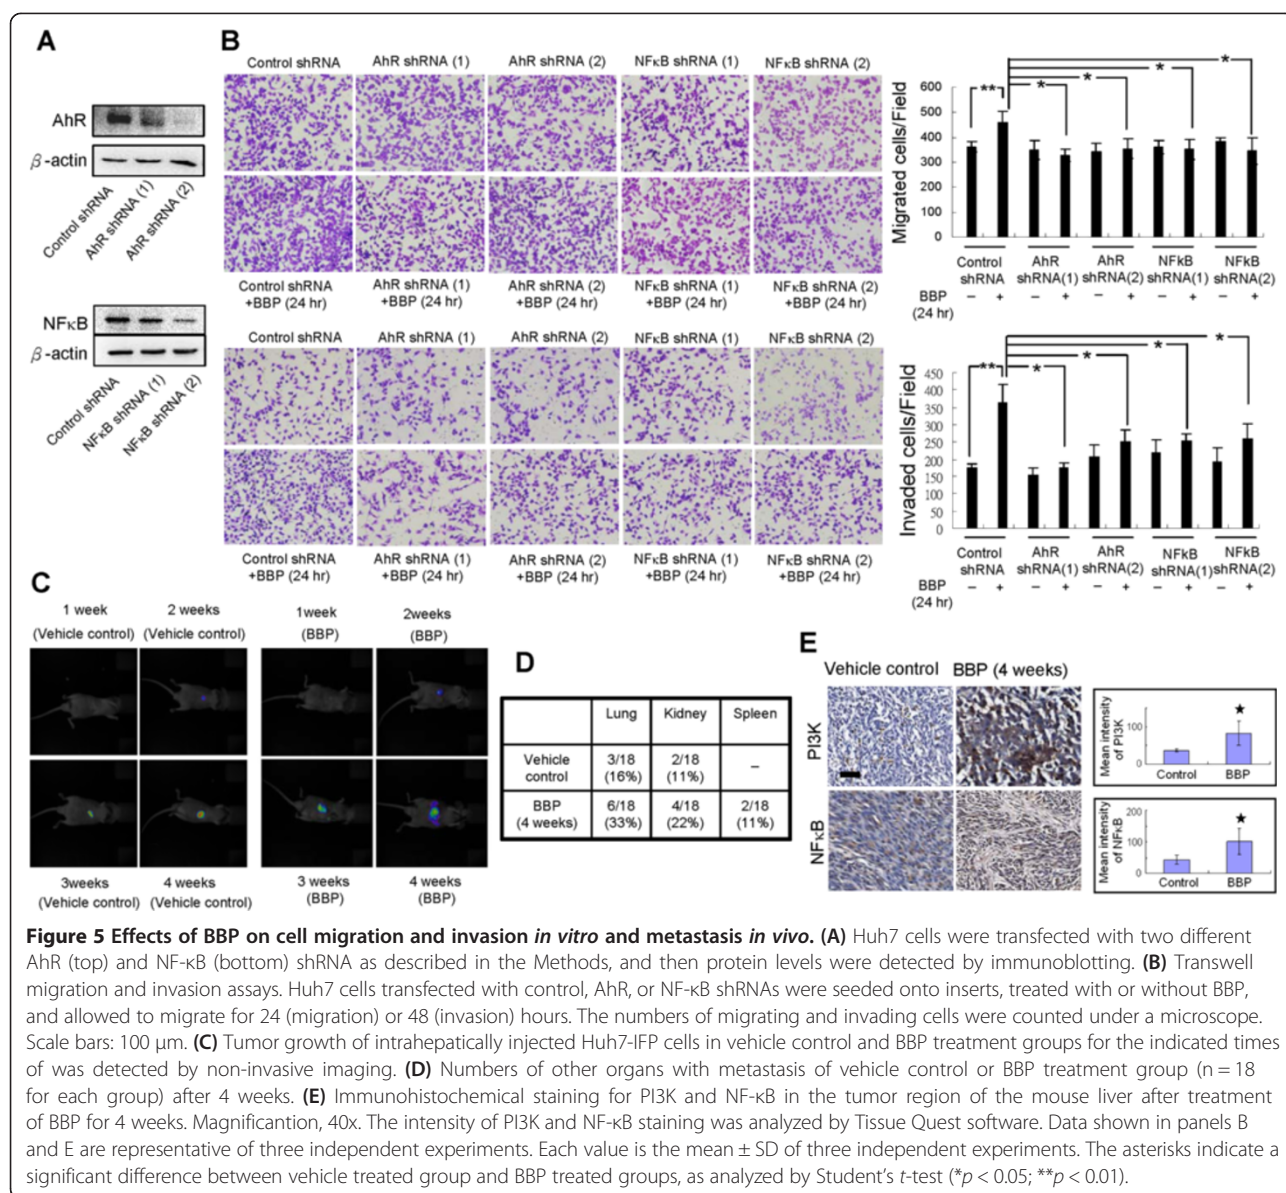 A
AhR
β-actin
Control shRNA
AhR shRNA (1)
AhR shRNA (2)
NFκB
β-actin
Control shRNA
NFκB shRNA (1)
NFκB shRNA (2)
B
Control shRNA AhR shRNA (1) AhR shRNA (2) NFκB shRNA (1) NFκB shRNA (2)
Control shRNA AhR shRNA (1) AhR shRNA (2) NFκB shRNA (1) NFκB shRNA (2)
+BBP (24 hr) +BBP (24 hr) +BBP (24 hr) +BBP (24 hr) +BBP (24 hr)
Control shRNA AhR shRNA (1) AhR shRNA (2) NFκB shRNA (1) NFκB shRNA (2)
Control shRNA AhR shRNA (1) AhR shRNA (2) NFκB shRNA (1) NFκB shRNA (2)
+BBP (24 hr) +BBP (24 hr) +BBP (24 hr) +BBP (24 hr) +BBP (24 hr)
Migrated cells/Field
600
500
400
300
200
100
0
** * * * *
Control AhR AhR NFκB NFkB
shRNA shRNA(1) shRNA(2) shRNA(1) shRNA(2)
BBP − + − + − + − + − +
(24 hr)
Invaded cells/Field
450
400
350
300
250
200
150
100
50
0
** * * * *
Control AhR AhR NFkB NFkB
shRNA shRNA(1) shRNA(2) shRNA(1) shRNA(2)
BBP − + − + − + − + − +
(24 hr)
C
1 week 2 weeks 1week 2weeks
(Vehicle control) (Vehicle control) (BBP) (BBP)
3weeks 4 weeks 3 weeks 4 weeks
(Vehicle control) (Vehicle control) (BBP) (BBP)
D
Lung Kidney Spleen
Vehicle control 3/18 (16%) 2/18 (11%) –
BBP (4 weeks) 6/18 (33%) 4/18 (22%) 2/18 (11%)
E
Vehicle control BBP (4 weeks)
PI3K
NFκB
Mean intensity of PI3K
100
0
★
Control BBP
Mean intensity of NFκB
200
100
0
★
Control BBP
Figure 5 Effects of BBP on cell migration and invasion in vitro and metastasis in vivo. (A) Huh7 cells were transfected with two different
AhR (top) and NF-κB (bottom) shRNA as described in the Methods, and then protein levels were detected by immunoblotting. (B) Transwell
migration and invasion assays. Huh7 cells transfected with control, AhR, or NF-κB shRNAs were seeded onto inserts, treated with or without BBP,
and allowed to migrate for 24 (migration) or 48 (invasion) hours. The numbers of migrating and invading cells were counted under a microscope.
Scale bars: 100 μm. (C) Tumor growth of intrahepatically injected Huh7-IFP cells in vehicle control and BBP treatment groups for the indicated times
of was detected by non-invasive imaging. (D) Numbers of other organs with metastasis of vehicle control or BBP treatment group (n = 18
for each group) after 4 weeks. (E) Immunohistochemical staining for PI3K and NF-κB in the tumor region of the mouse liver after treatment
of BBP for 4 weeks. Magnificantion, 40x. The intensity of PI3K and NF-κB staining was analyzed by Tissue Quest software. Data shown in panels B
and E are representative of three independent experiments. Each value is the mean ± SD of three independent experiments. The asterisks indicate a
significant difference between vehicle treated group and BBP treated groups, as analyzed by Student's t-test (*p < 0.05; **p < 0.01).